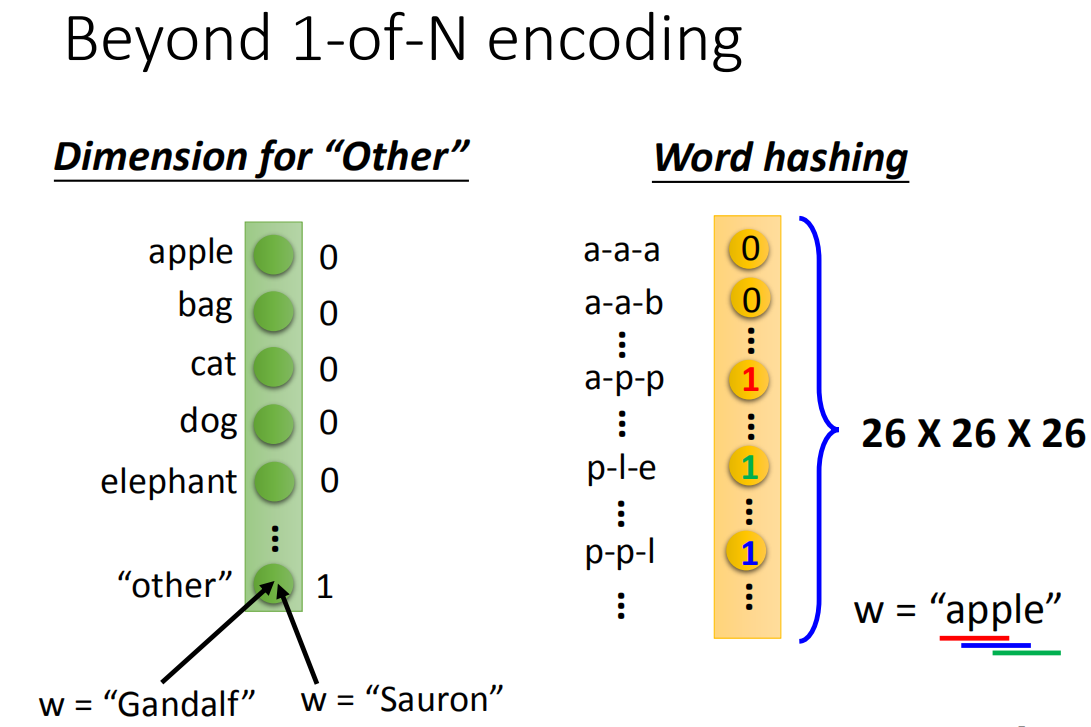 Beyond 1-of-N encoding
Dimension for “Other”
apple 0
bag 0
cat 0
dog 0
elephant 0
⋮
“other” 1
w = “Gandalf” w = “Sauron”
Word hashing
a-a-a 0
a-a-b 0
⋮ ⋮
a-p-p 1
⋮ ⋮
p-l-e 1
⋮ ⋮
p-p-l 1
⋮ ⋮
26 X 26 X 26
w = “apple”